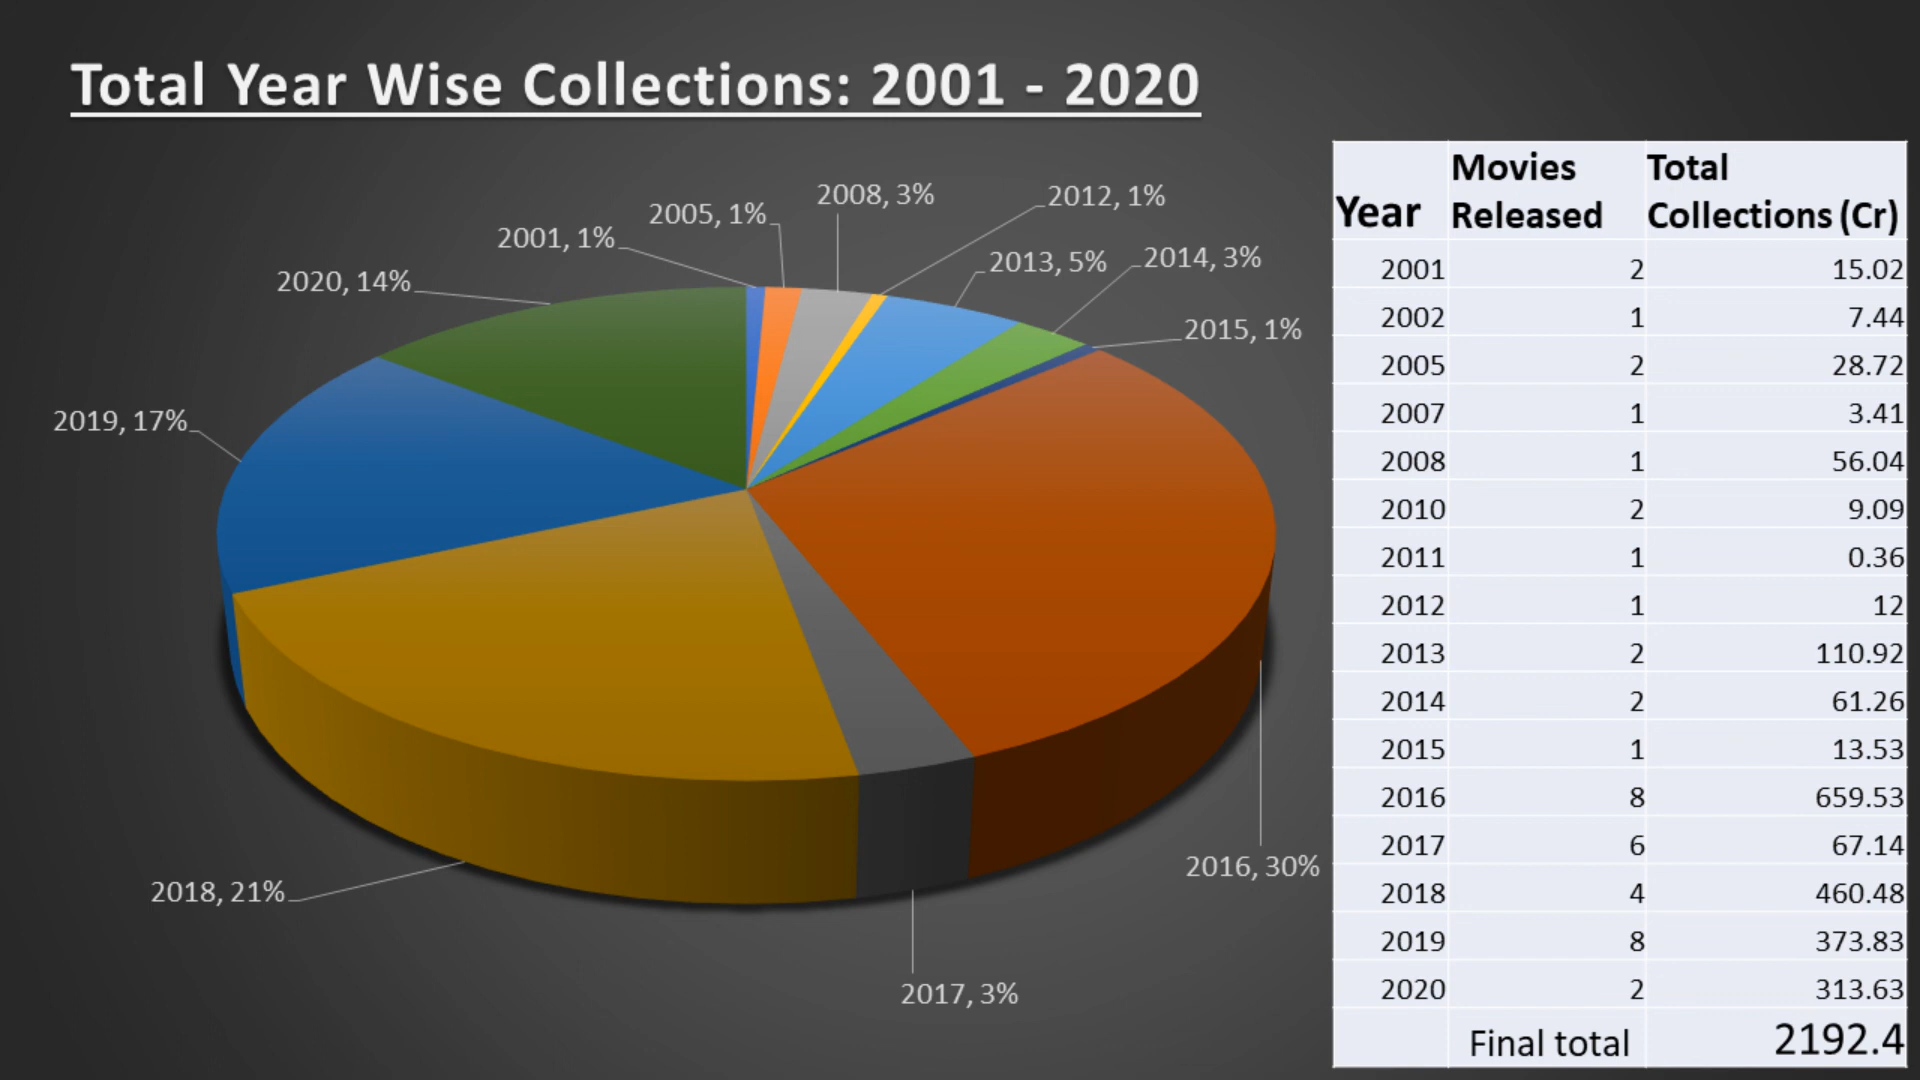 Total Year Wise Collections: 2001 - 2020
2008, 3%
2012, 1%
2005, 1%
2001, 1%
2013, 5%
2014, 3%
2020, 14%
2015, 1%
2019, 17%
2016, 30%
2018, 21%
2017, 3%
Year Movies Released Total Collections (Cr)
2001 2 15.02
2002 1 7.44
2005 2 28.72
2007 1 3.41
2008 1 56.04
2010 2 9.09
2011 1 0.36
2012 1 12
2013 2 110.92
2014 2 61.26
2015 1 13.53
2016 8 659.53
2017 6 67.14
2018 4 460.48
2019 8 373.83
2020 2 313.63
Final total 2192.4